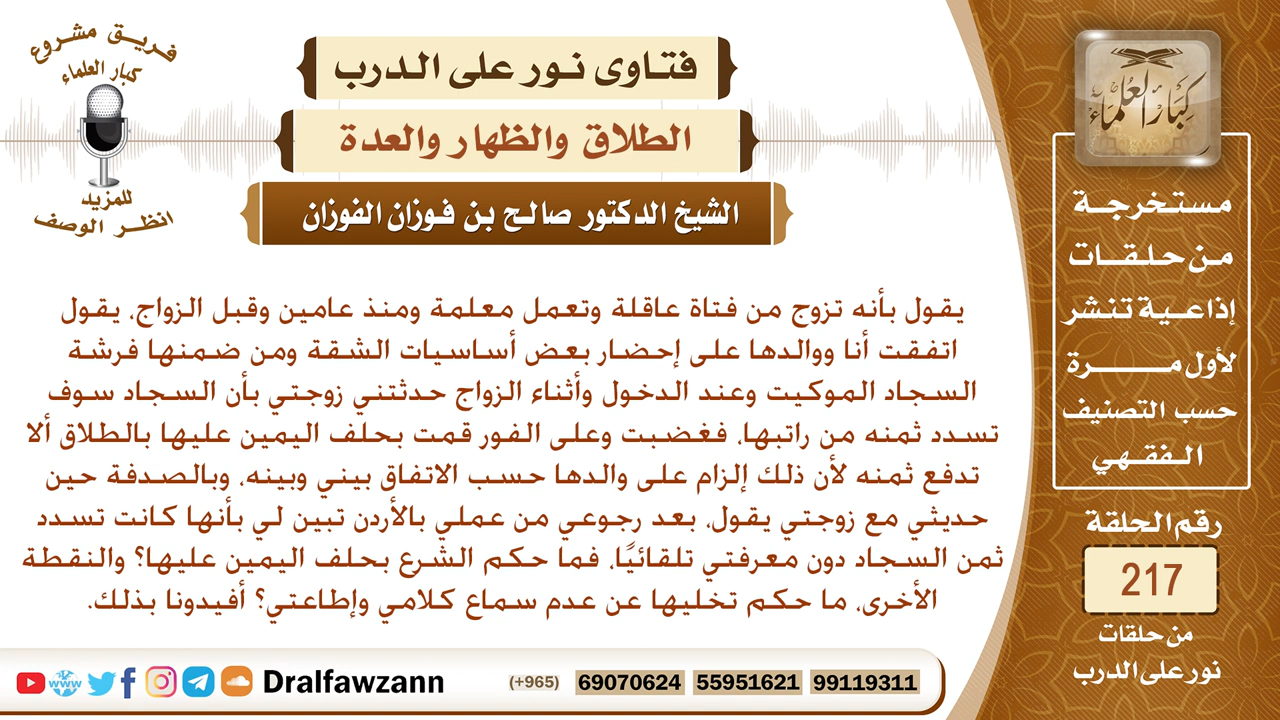 فريق مشروع
كبار العلماء
للمزيد
انظر الوصف
فتاوى نور على الدرب
الطلاق والظهار والعدة
الشيخ الدكتور صالح بن فوزان الفوزان
يقول بأنه تزوج من فتاة عاقلة وتعمل معلمة ومنذ عامين وقبل الزواج، يقول
اتفقت أنا ووالدها على إحضار بعض أساسيات الشقة ومن ضمنها فرشة
السجاد الموكيت وعند الدخول وأثناء الزواج حدثتني زوجتي بأن السجاد سوف
تسدد ثمنه من راتبها، فغضبت وعلى الفور قمت بحلف اليمين عليها بالطلاق ألا
تدفع ثمنه لأن ذلك إلزام على والدها حسب الاتفاق بيني وبينه، وبالصدفة حين
حديثي مع زوجتي يقول، بعد رجوعي من عملي بالأردن تبين لي بأنها كانت تسدد
ثمن السجاد دون معرفتي تلقائيًا، فما حكم الشرع بحلف اليمين عليها؟ والنقطة
الأخرى، ما حكم تخليها عن عدم سماع كلامي وإطاعتي؟ أفيدونا بذلك.
كبار العلماء
مستخرجة
من حلقات
إذاعية تنشر
لأول مرة
حسب التصنيف
الفقهي
رقم الحلقة
217
من حلقات
نور على الدرب
www
Dralfawzann
(+965) 69070624 55951621 99119311